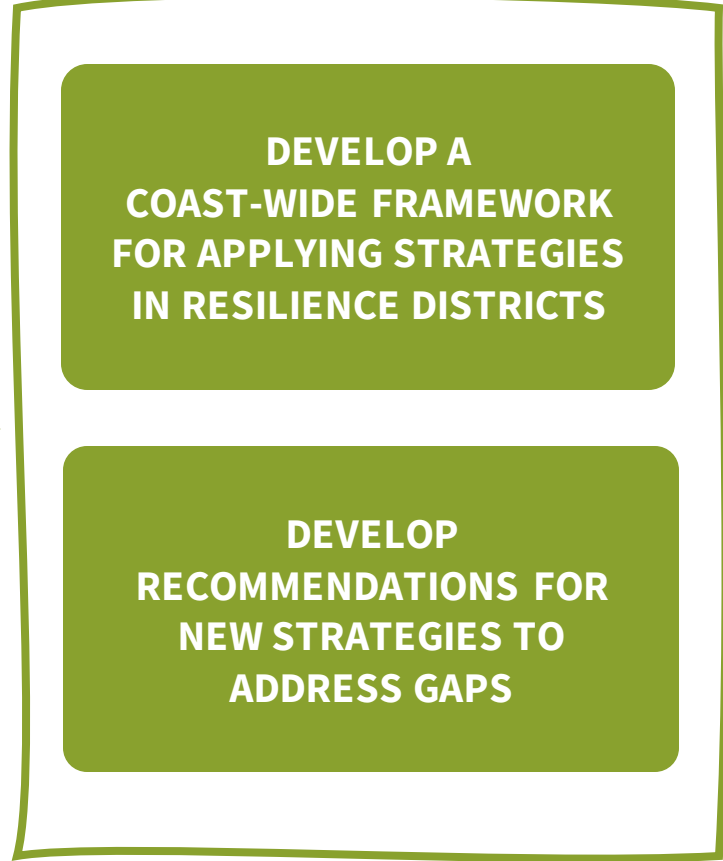 DEVELOP A
COAST-WIDE FRAMEWORK
FOR APPLYING STRATEGIES
IN RESILIENCE DISTRICTS
DEVELOP
RECOMMENDATIONS FOR
NEW STRATEGIES TO
ADDRESS GAPS